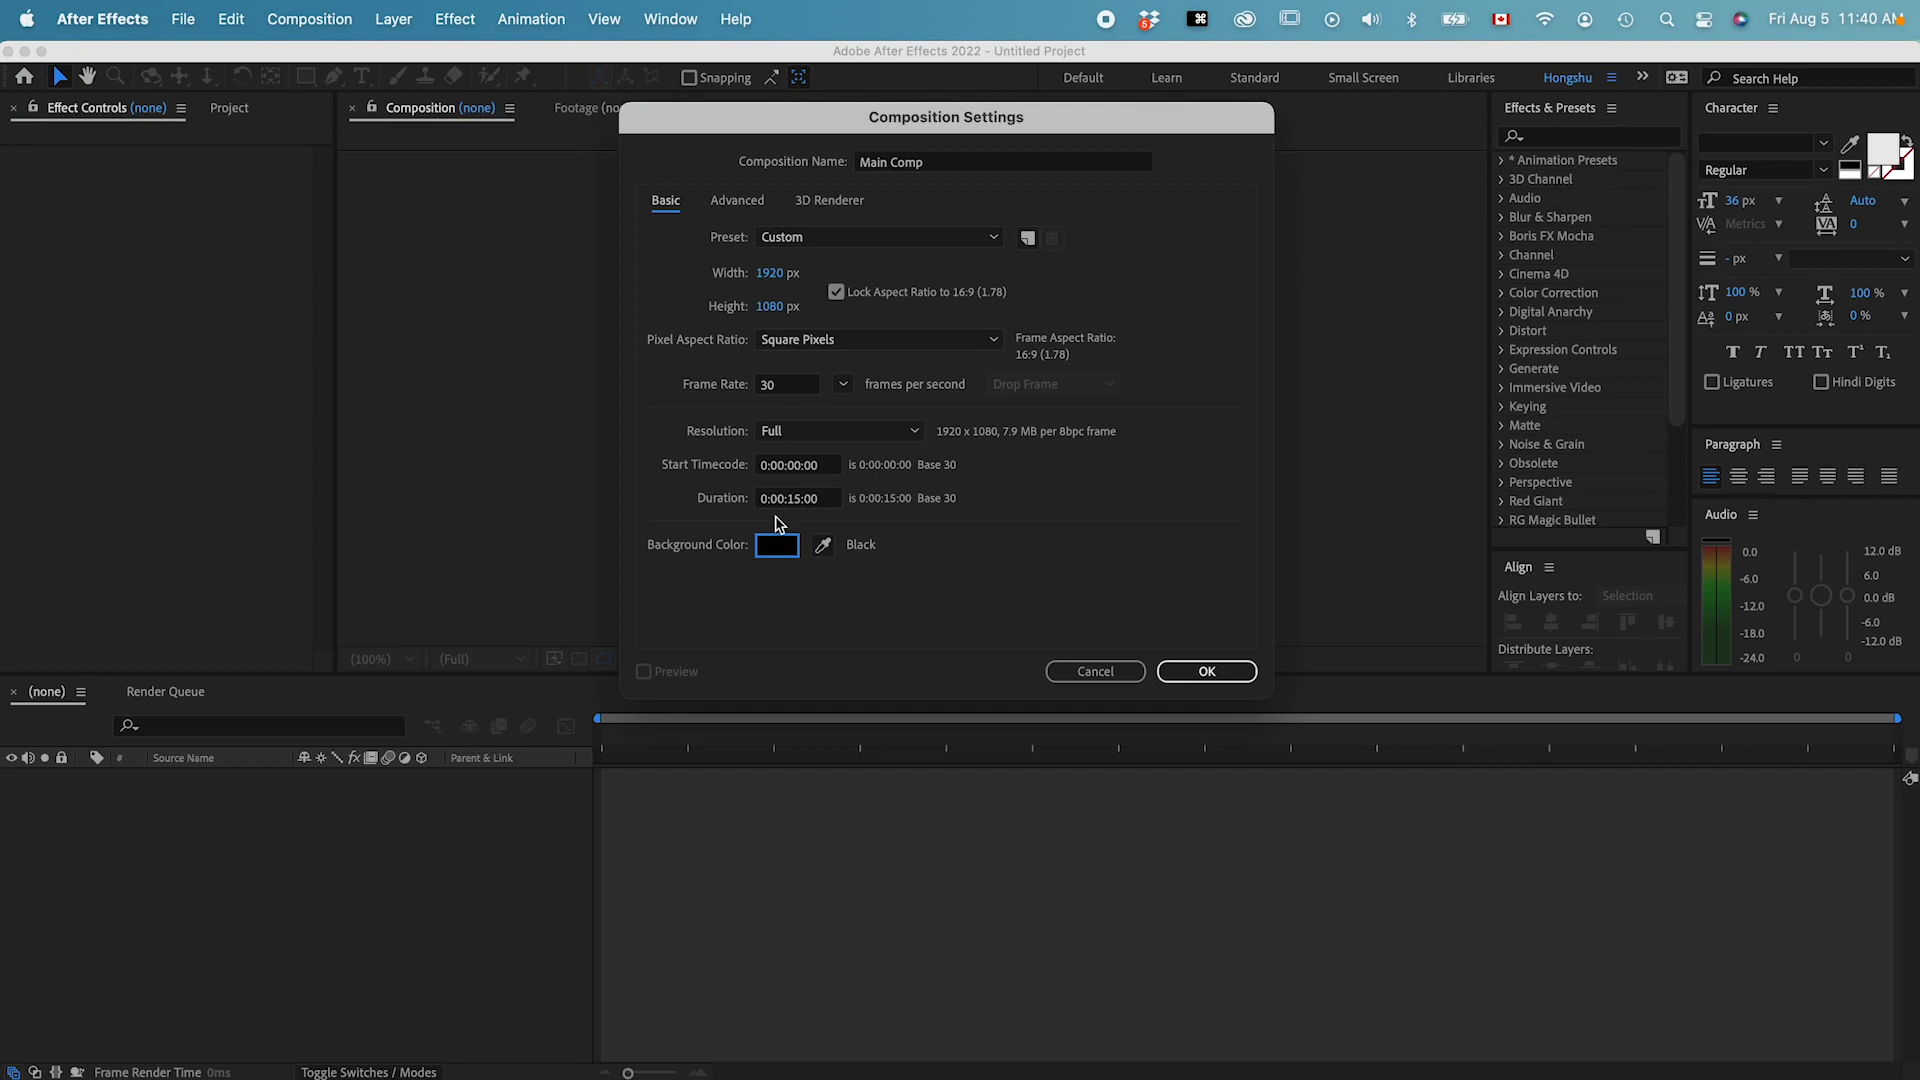 After Effects File Edit Composition Layer Effect Animation View Window Help 5 Fri Aug 5 11:40 AM
Adobe After Effects 2022 - Untitled Project
Snapping Default Learn Standard Small Screen Libraries Hongshu Search Help
Effect Controls (none) Project Composition (none) Footage (no Effects & Presets Character
Composition Settings
Composition Name: Main Comp
Basic Advanced 3D Renderer
Preset: Custom
Width: 1920 px
Lock Aspect Ratio to 16:9 (1.78)
Height: 1080 px
Pixel Aspect Ratio: Square Pixels Frame Aspect Ratio:
16:9 (1.78)
Frame Rate: 30 frames per second Drop Frame
Resolution: Full 1920 x 1080, 7.9 MB per 8bpc frame
Start Timecode: 0:00:00:00 is 0:00:00:00 Base 30
Duration: 0:00:15:00 is 0:00:15:00 Base 30
Background Color: Black
Preview Cancel OK
* Animation Presets
3D Channel
Audio
Blur & Sharpen
Boris FX Mocha
Channel
Cinema 4D
Color Correction
Digital Anarchy
Distort
Expression Controls
Generate
Immersive Video
Keying
Matte
Noise & Grain
Obsolete
Perspective
Red Giant
RG Magic Bullet
Align
Align Layers to: Selection
Distribute Layers:
Regular
36 px Auto
Metrics 0
- px
100 % 100 %
0 px 0 %
T T TT Tt T¹ T₁
Ligatures Hindi Digits
Paragraph
Audio
0.0 12.0 dB
-6.0 6.0
-12.0 0.0 dB
-18.0 -6.0
-24.0 0 0 -12.0 dB
(100%) (Full)
(none) Render Queue
# Source Name fx Parent & Link
Frame Render Time 0ms Toggle Switches / Modes